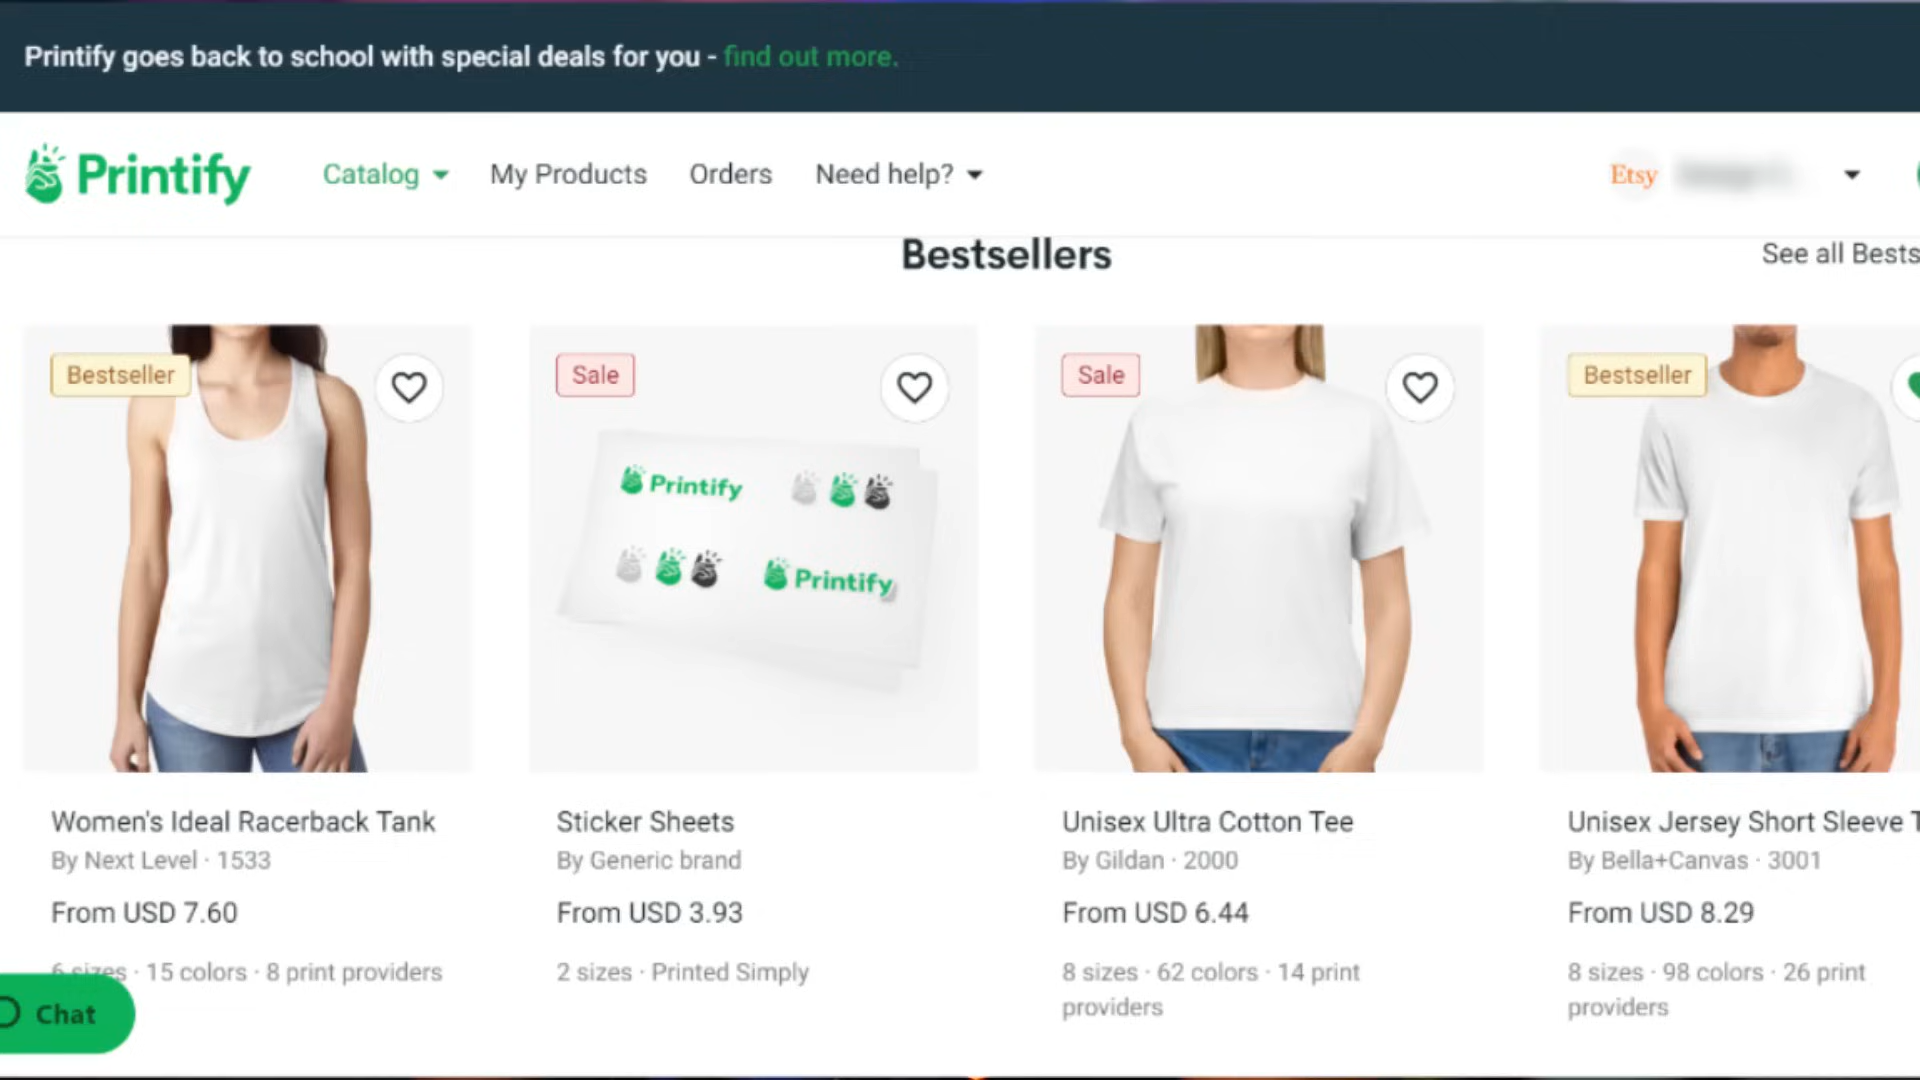 Printify goes back to school with special deals for you - find out more.
Printify
Catalog
My Products
Orders
Need help?
Etsy
Bestsellers
See all Bests
Bestseller
Sale
Sale
Bestseller
Printify
Printify
Women's Ideal Racerback Tank
By Next Level · 1533
From USD 7.60
6 sizes · 15 colors · 8 print providers
Sticker Sheets
By Generic brand
From USD 3.93
2 sizes · Printed Simply
Unisex Ultra Cotton Tee
By Gildan · 2000
From USD 6.44
8 sizes · 62 colors · 14 print
providers
Unisex Jersey Short Sleeve T
By Bella+Canvas · 3001
From USD 8.29
8 sizes · 98 colors · 26 print
providers
Chat